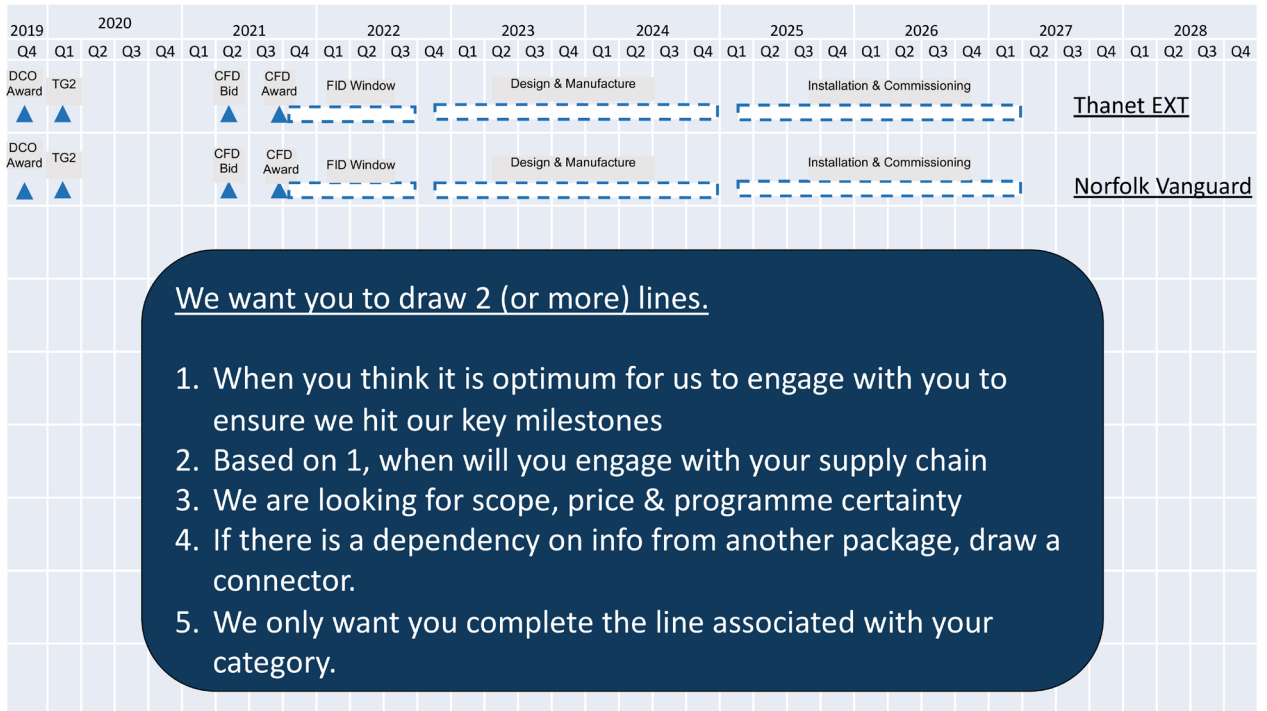 2019 2020 2021 2022 2023 2024 2025 2026 2027 2028
Q4 Q1 Q2 Q3 Q4 Q1 Q2 Q3 Q4 Q1 Q2 Q3 Q4 Q1 Q2 Q3 Q4 Q1 Q2 Q3 Q4 Q1 Q2 Q3 Q4 Q1 Q2 Q3 Q4 Q1 Q2 Q3 Q4 Q1 Q2 Q3 Q4
DCO
Award
TG2
CFD
Bid
CFD
Award
FID Window
Design & Manufacture
Installation & Commissioning
Thanet EXT
DCO
Award
TG2
CFD
Bid
CFD
Award
FID Window
Design & Manufacture
Installation & Commissioning
Norfolk Vanguard
We want you to draw 2 (or more) lines.
1. When you think it is optimum for us to engage with you to
ensure we hit our key milestones
2. Based on 1, when will you engage with your supply chain
3. We are looking for scope, price & programme certainty
4. If there is a dependency on info from another package, draw a
connector.
5. We only want you complete the line associated with your
category.